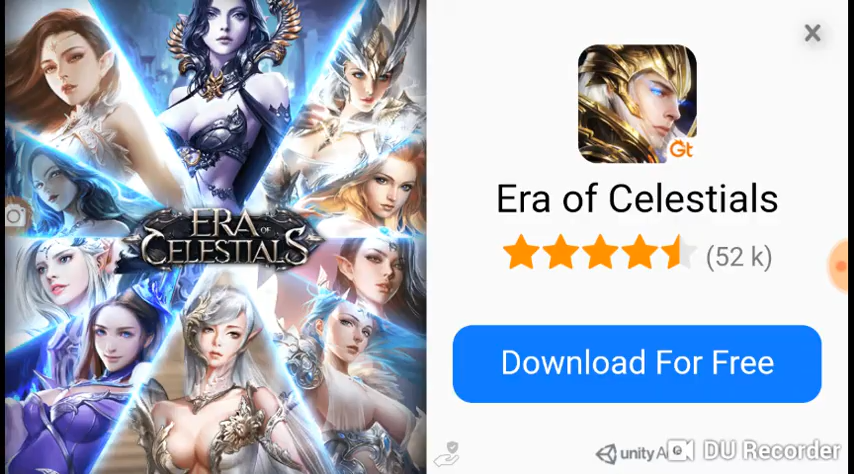 ERA
OF
CELESTIALS
Gt
Era of Celestials
(52 k)
Download For Free
unity
DU Recorder